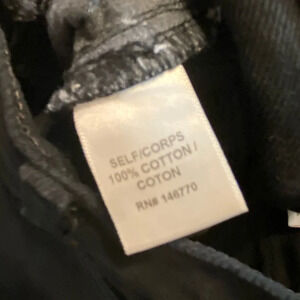 SELF/CORPS
100% COTTON /
COTON
RN# 146770